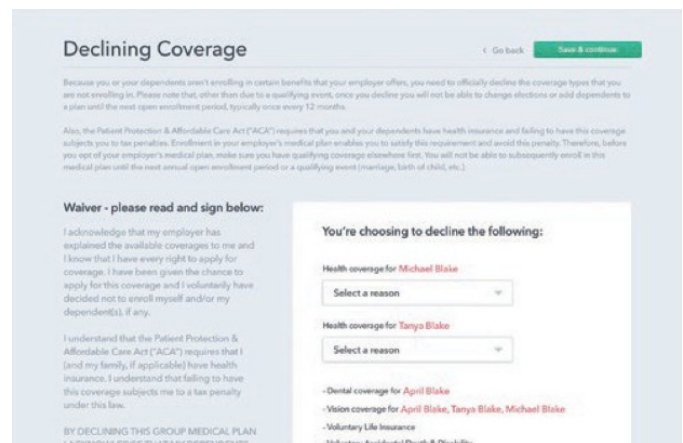 Declining Coverage
Go back
Save & continue
Because you or your dependents aren't enrolling in certain benefits that your employer offers, you need to officially decline the coverage types that you
are not enrolling in. Please note that, other than due to a qualifying event, once you decline you will not be able to change elections or add dependents to
a plan until the next open enrollment period, typically once every 12 months.
Also, the Patient Protection & Affordable Care Act ("ACA") requires that you and your dependents have health insurance and failing to have this coverage
subjects you to tax penalties. Enrollment in your employer's medical plan enables you to satisfy this requirement and avoid this penalty. Therefore, before
you opt of your employer's medical plan, make sure you have qualifying coverage elsewhere first. You will not be able to subsequently enroll in this
medical plan until the next annual open enrollment period or a qualifying event (marriage, birth of child, etc.)
Waiver - please read and sign below:
I acknowledge that my employer has
explained the available coverages to me and
I know that I have every right to apply for
coverage. I have been given the chance to
apply for this coverage and I voluntarily have
decided not to enroll myself and/or my
dependent(s), if any.
I understand that the Patient Protection &
Affordable Care Act ("ACA") requires that I
(and my family, if applicable) have health
insurance. I understand that failing to have
this coverage subjects me to a tax penalty
under this law.
BY DECLINING THIS GROUP MEDICAL PLAN
You're choosing to decline the following:
Health coverage for Michael Blake
Select a reason
Health coverage for Tanya Blake
Select a reason
- Dental coverage for April Blake
- Vision coverage for April Blake, Tanya Blake, Michael Blake
- Voluntary Life Insurance
- Voluntary Accidental Death & Disability